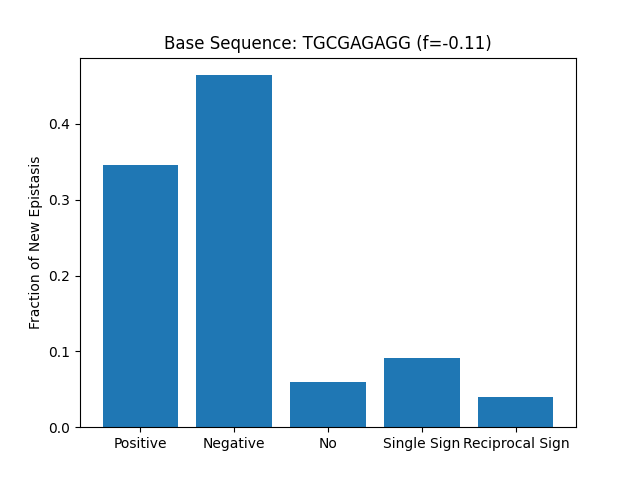 Base Sequence: TGCGAGAGG (f=-0.11)
Fraction of New Epistasis
0.4
0.3
0.2
0.1
0.0
Positive Negative No Single Sign Reciprocal Sign